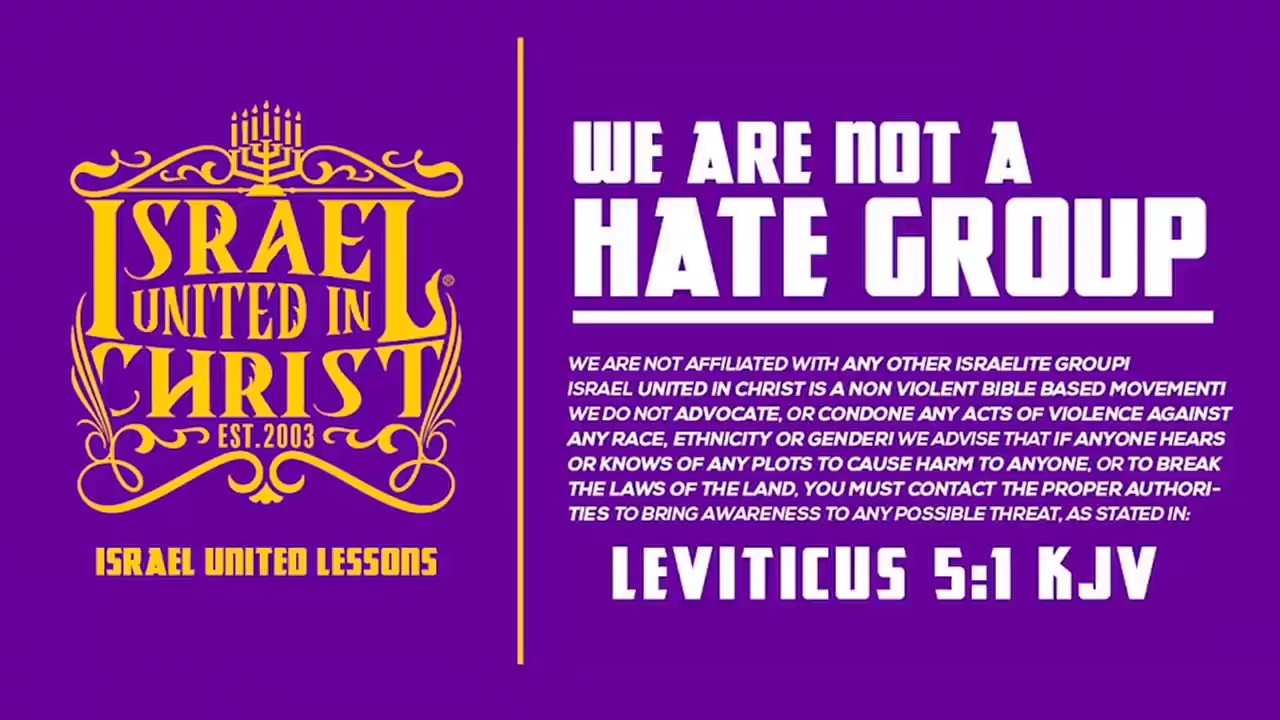 ISRAEL
UNITED IN
CHRIST
EST. 2003
®
ISRAEL UNITED LESSONS
WE ARE NOT A
HATE GROUP
WE ARE NOT AFFILIATED WITH ANY OTHER ISRAELITE GROUP!
ISRAEL UNITED IN CHRIST IS A NON VIOLENT BIBLE BASED MOVEMENT!
WE DO NOT ADVOCATE, OR CONDONE ANY ACTS OF VIOLENCE AGAINST
ANY RACE, ETHNICITY OR GENDER! WE ADVISE THAT IF ANYONE HEARS
OR KNOWS OF ANY PLOTS TO CAUSE HARM TO ANYONE, OR TO BREAK
THE LAWS OF THE LAND, YOU MUST CONTACT THE PROPER AUTHORI-
TIES TO BRING AWARENESS TO ANY POSSIBLE THREAT, AS STATED IN:
LEVITICUS 5:1 KJV